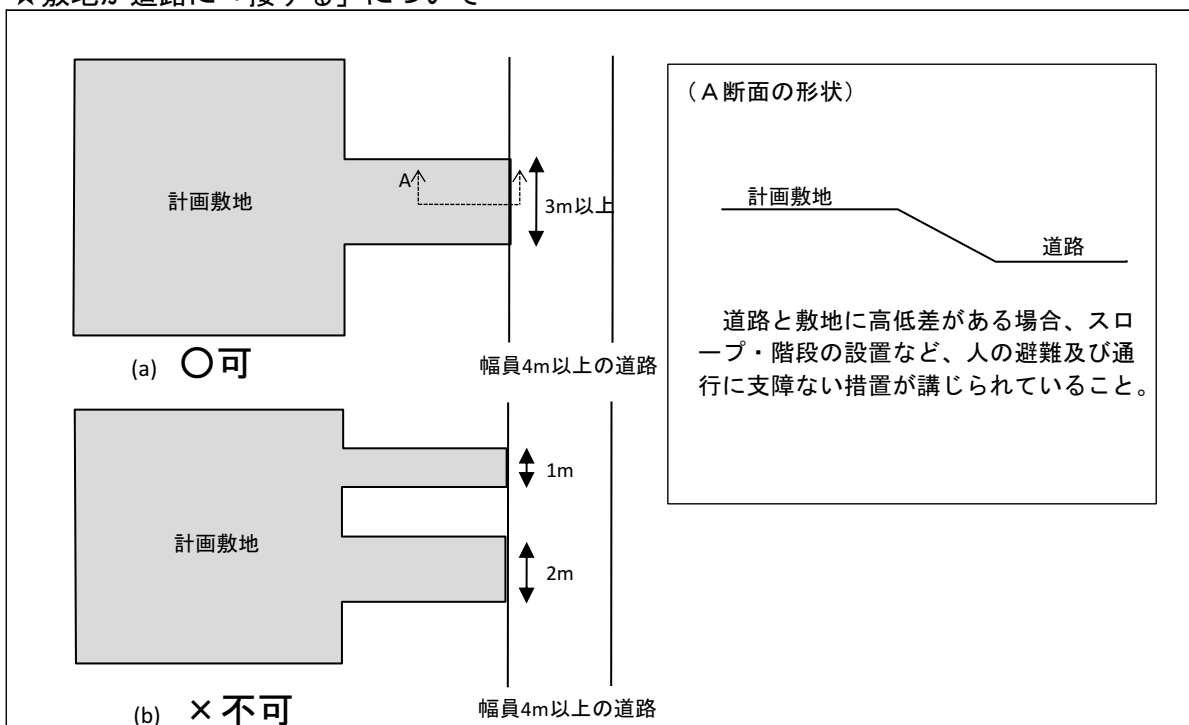 ★敷地が道路に「接する」について
計画敷地
A
3m以上
(a) 〇可
幅員4m以上の道路
計画敷地
1m
2m
(b) ×不可
幅員4m以上の道路
(A断面の形状)
計画敷地
道路
道路と敷地に高低差がある場合、スロ
ープ・階段の設置など、人の避難及び通
行に支障ない措置が講じられていること。